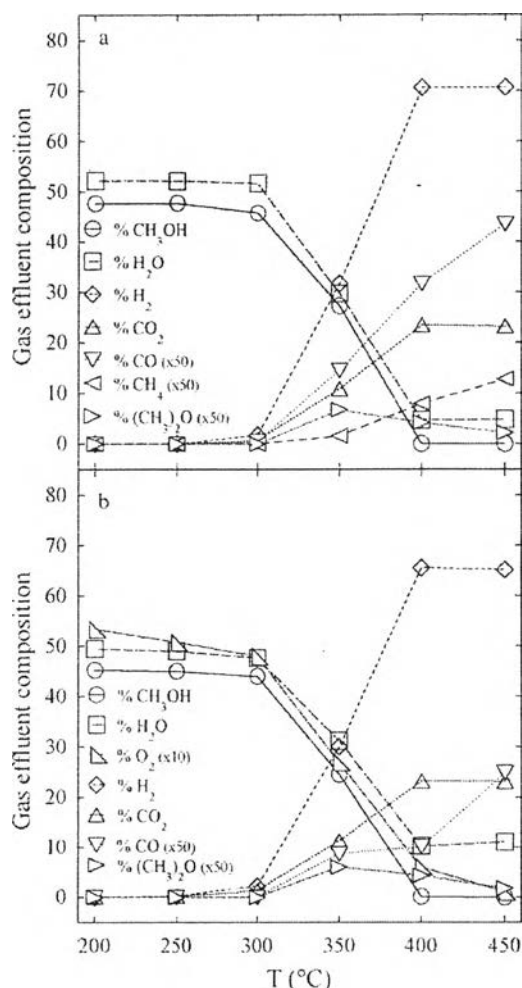 a
Gas effluent composition
80
70
60
50
40
30
20
10
0
% CH₃OH
% H₂O
% H₂
% CO₂
% CO (x50)
% CH₄ (x50)
% (CH₃)₂O (x50)
b
Gas effluent composition
80
70
60
50
40
30
20
10
0
% CH₃OH
% H₂O
% O₂ (x10)
% H₂
% CO₂
% CO (x50)
% (CH₃)₂O (x50)
200 250 300 350 400 450
T (°C)